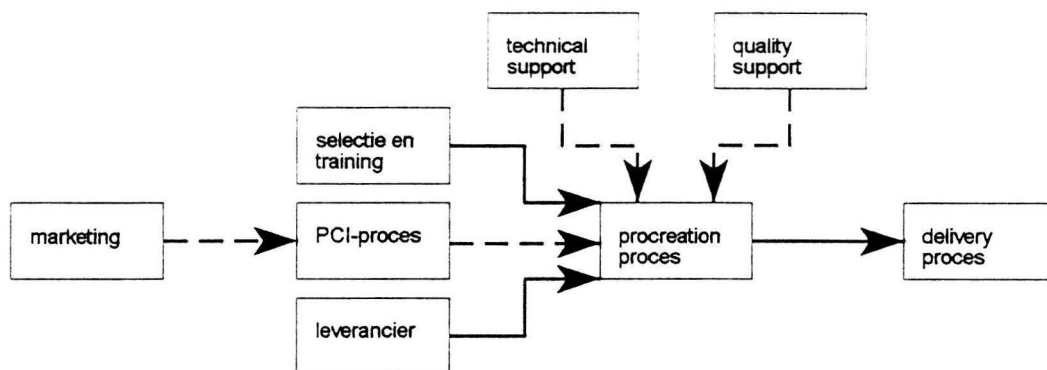 technical
support
quality
support
selectie en
training
marketing
PCI-proces
procreation
proces
delivery
proces
leverancier